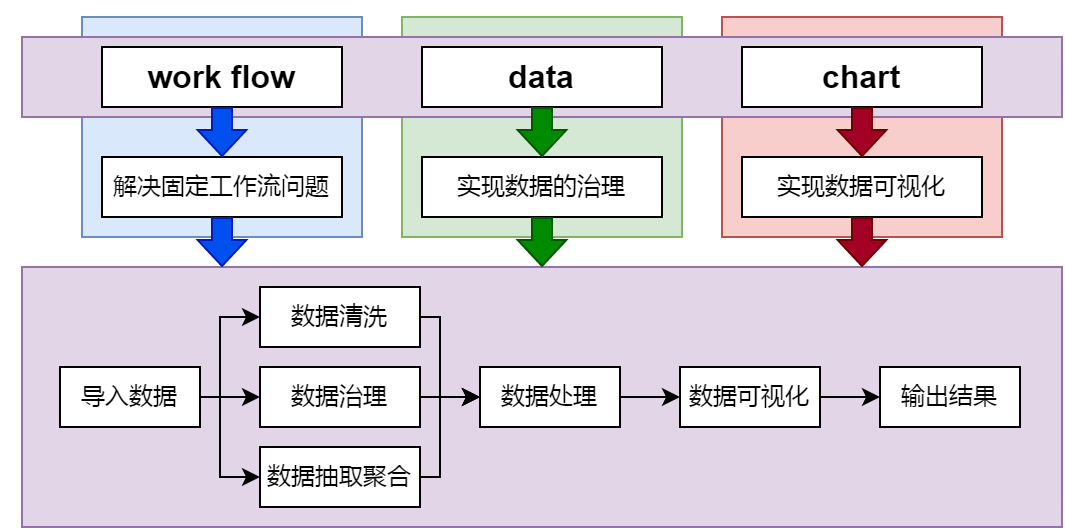 work flow
data
chart
解决固定工作流问题
实现数据的治理
实现数据可视化
数据清洗
导入数据
数据治理
数据处理
数据可视化
输出结果
数据抽取聚合